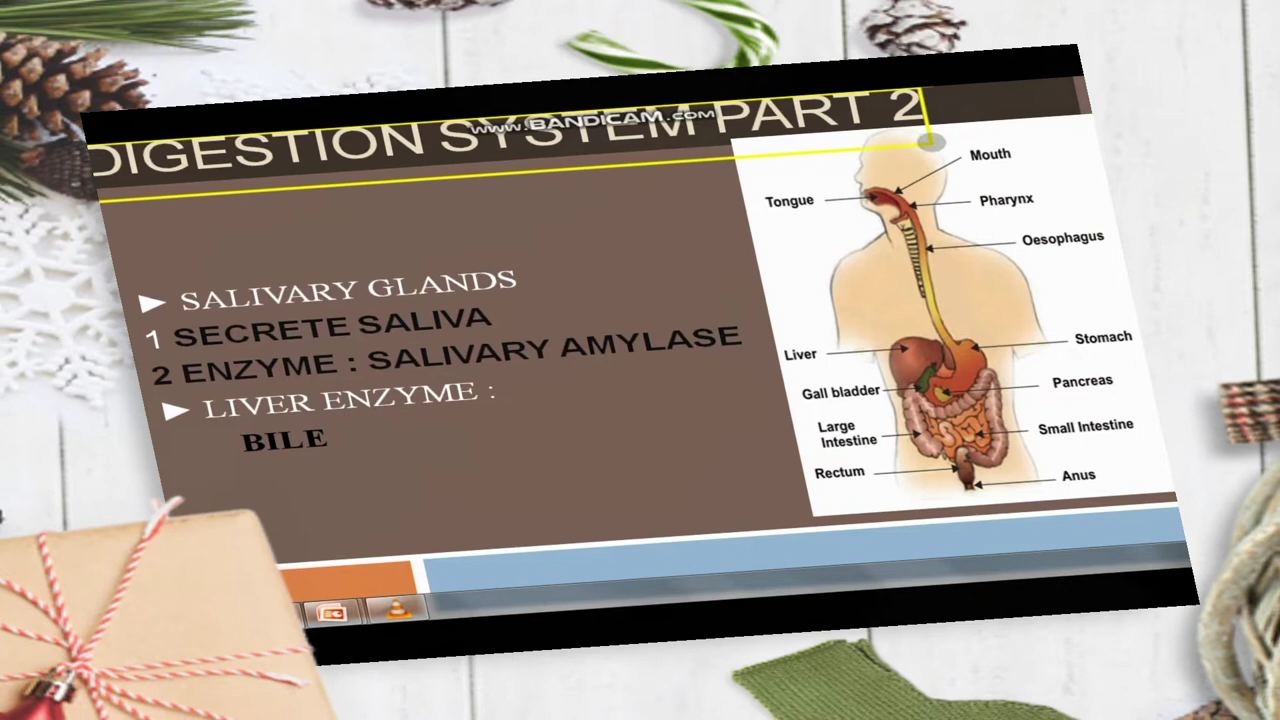 DIGESTION SYSTEM PART 2
www.BANDICAM.COM
► SALIVARY GLANDS
1 SECRETE SALIVA
2 ENZYME : SALIVARY AMYLASE
► LIVER ENZYME :
BILE
Mouth
Tongue
Pharynx
Oesophagus
Liver
Stomach
Gall bladder
Pancreas
Large
Intestine
Small Intestine
Rectum
Anus